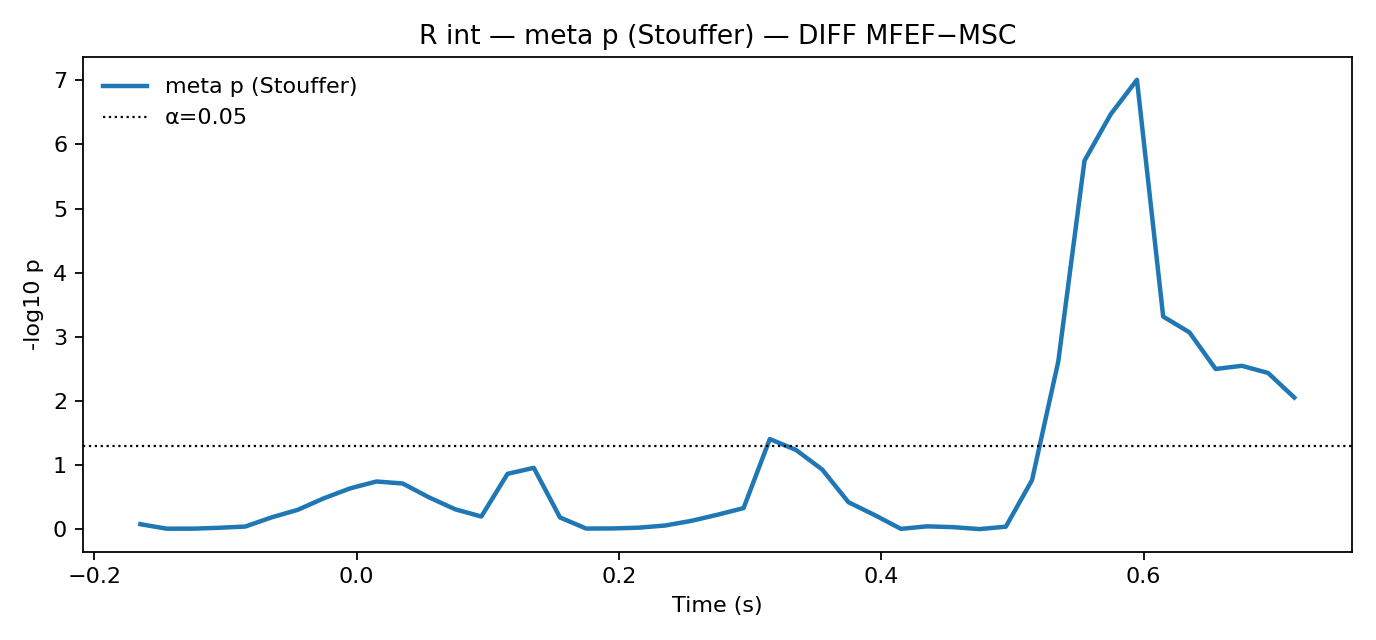 R int — meta p (Stouffer) — DIFF MFEF−MSC
meta p (Stouffer)
α=0.05
-log10 p
7
6
5
4
3
2
1
0
−0.2
0.0
0.2
0.4
0.6
Time (s)